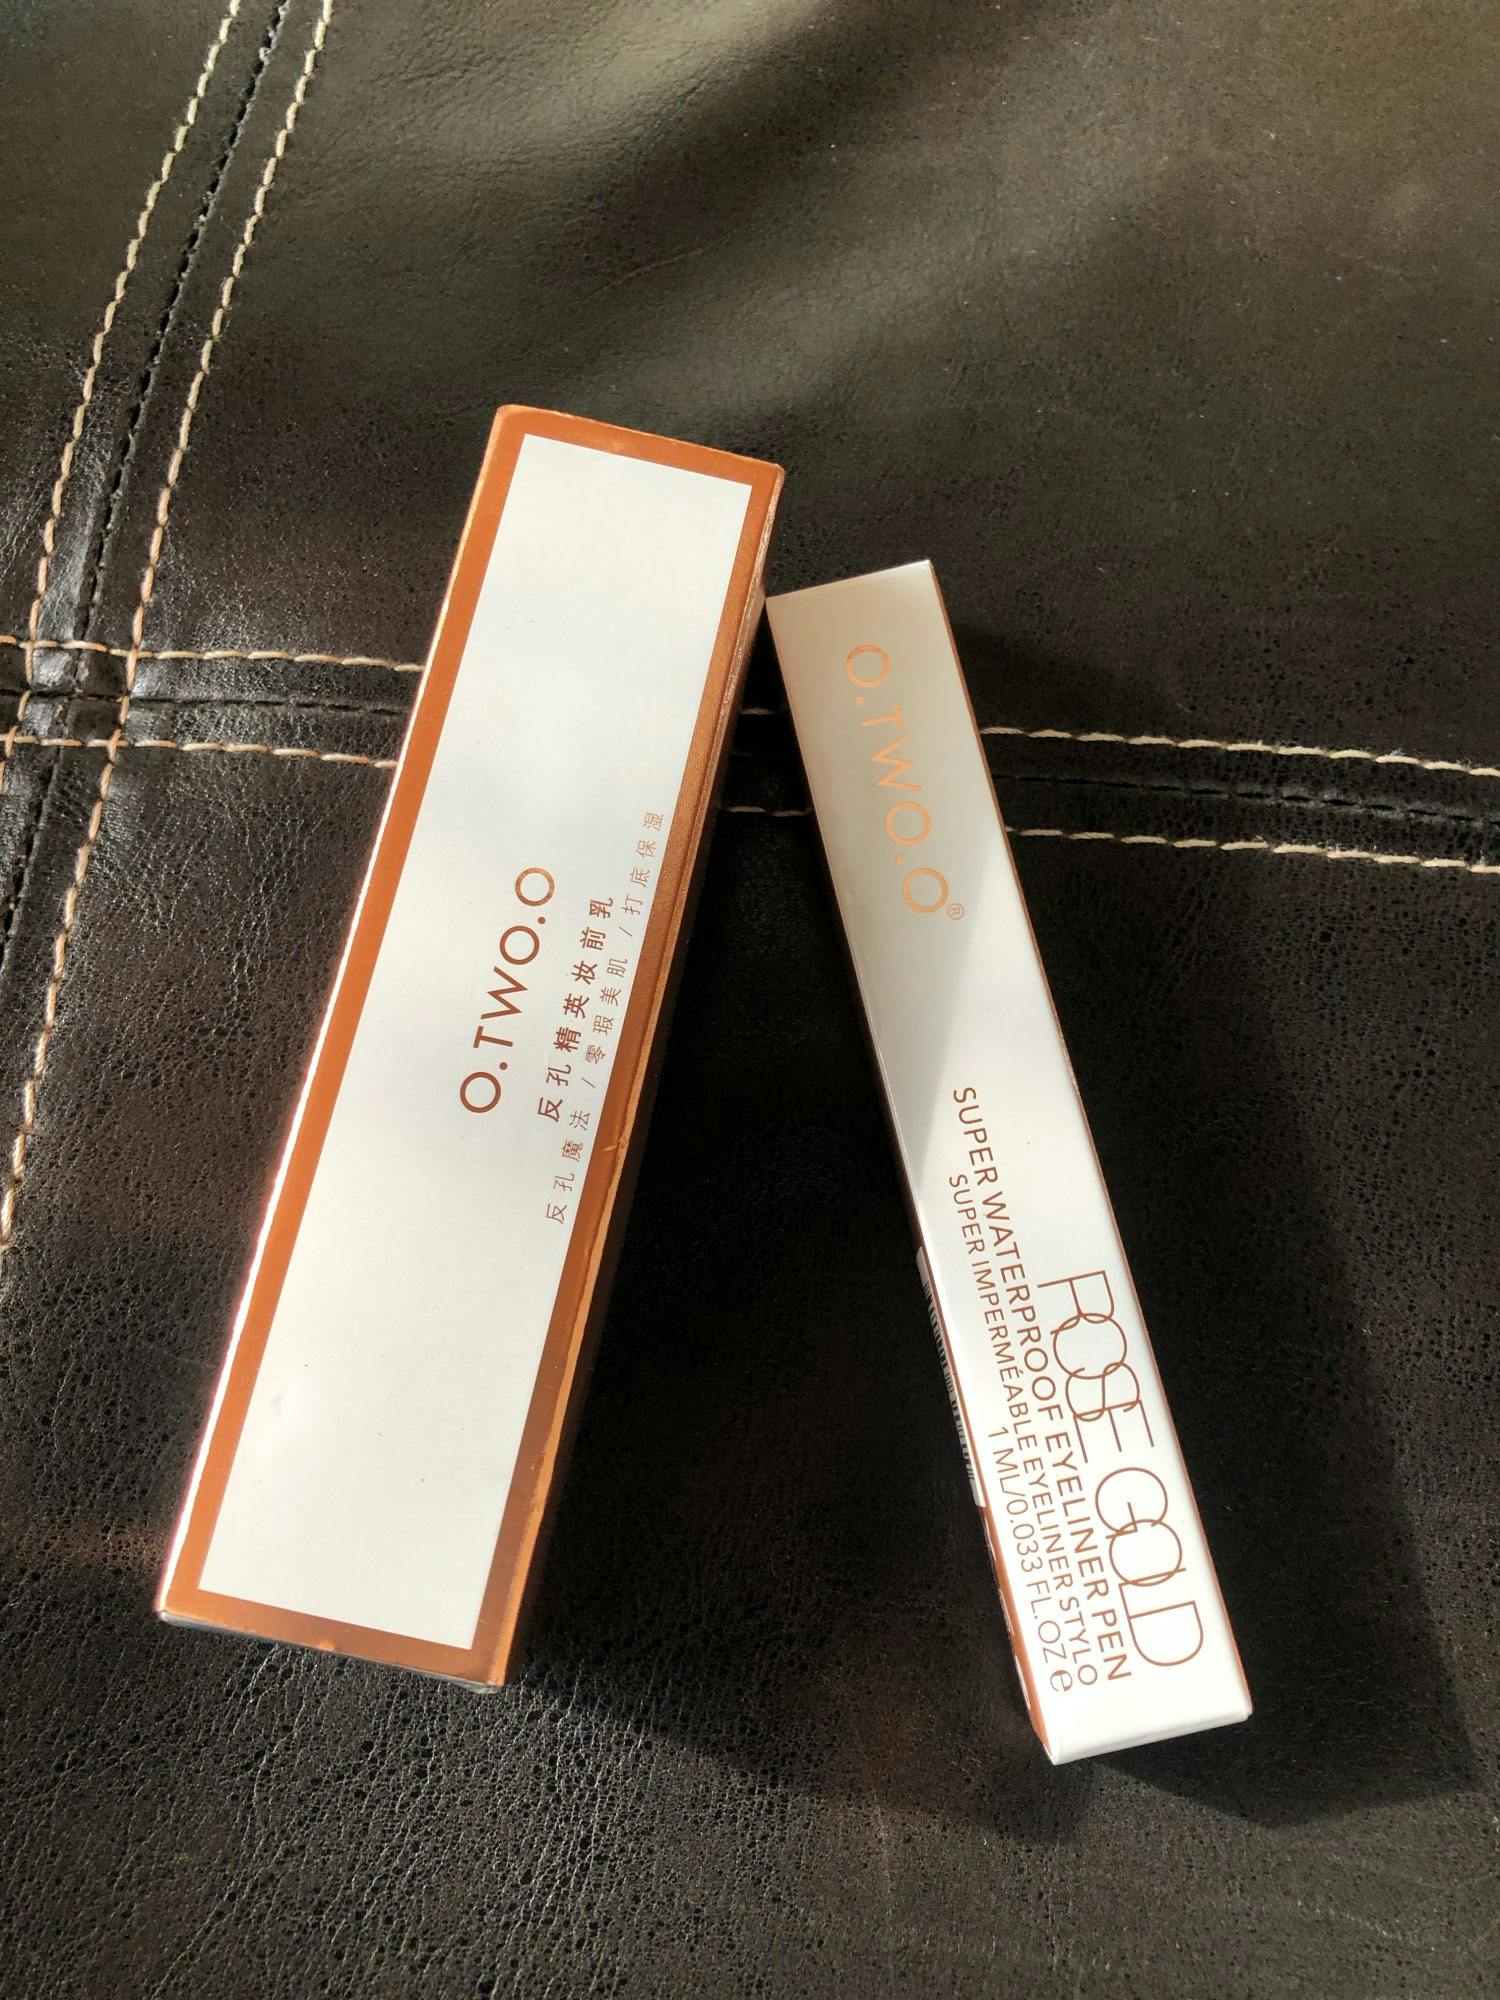 O.TWO.O
反孔精英妆前乳
反孔魔法 / 零瑕美肌 / 打底保湿
O.TWO.O®
ROSE GOLD
SUPER WATERPROOF EYELINER PEN
SUPER IMPERMÉABLE EYELINER STYLO
1 ML/0.033 FL.OZ e